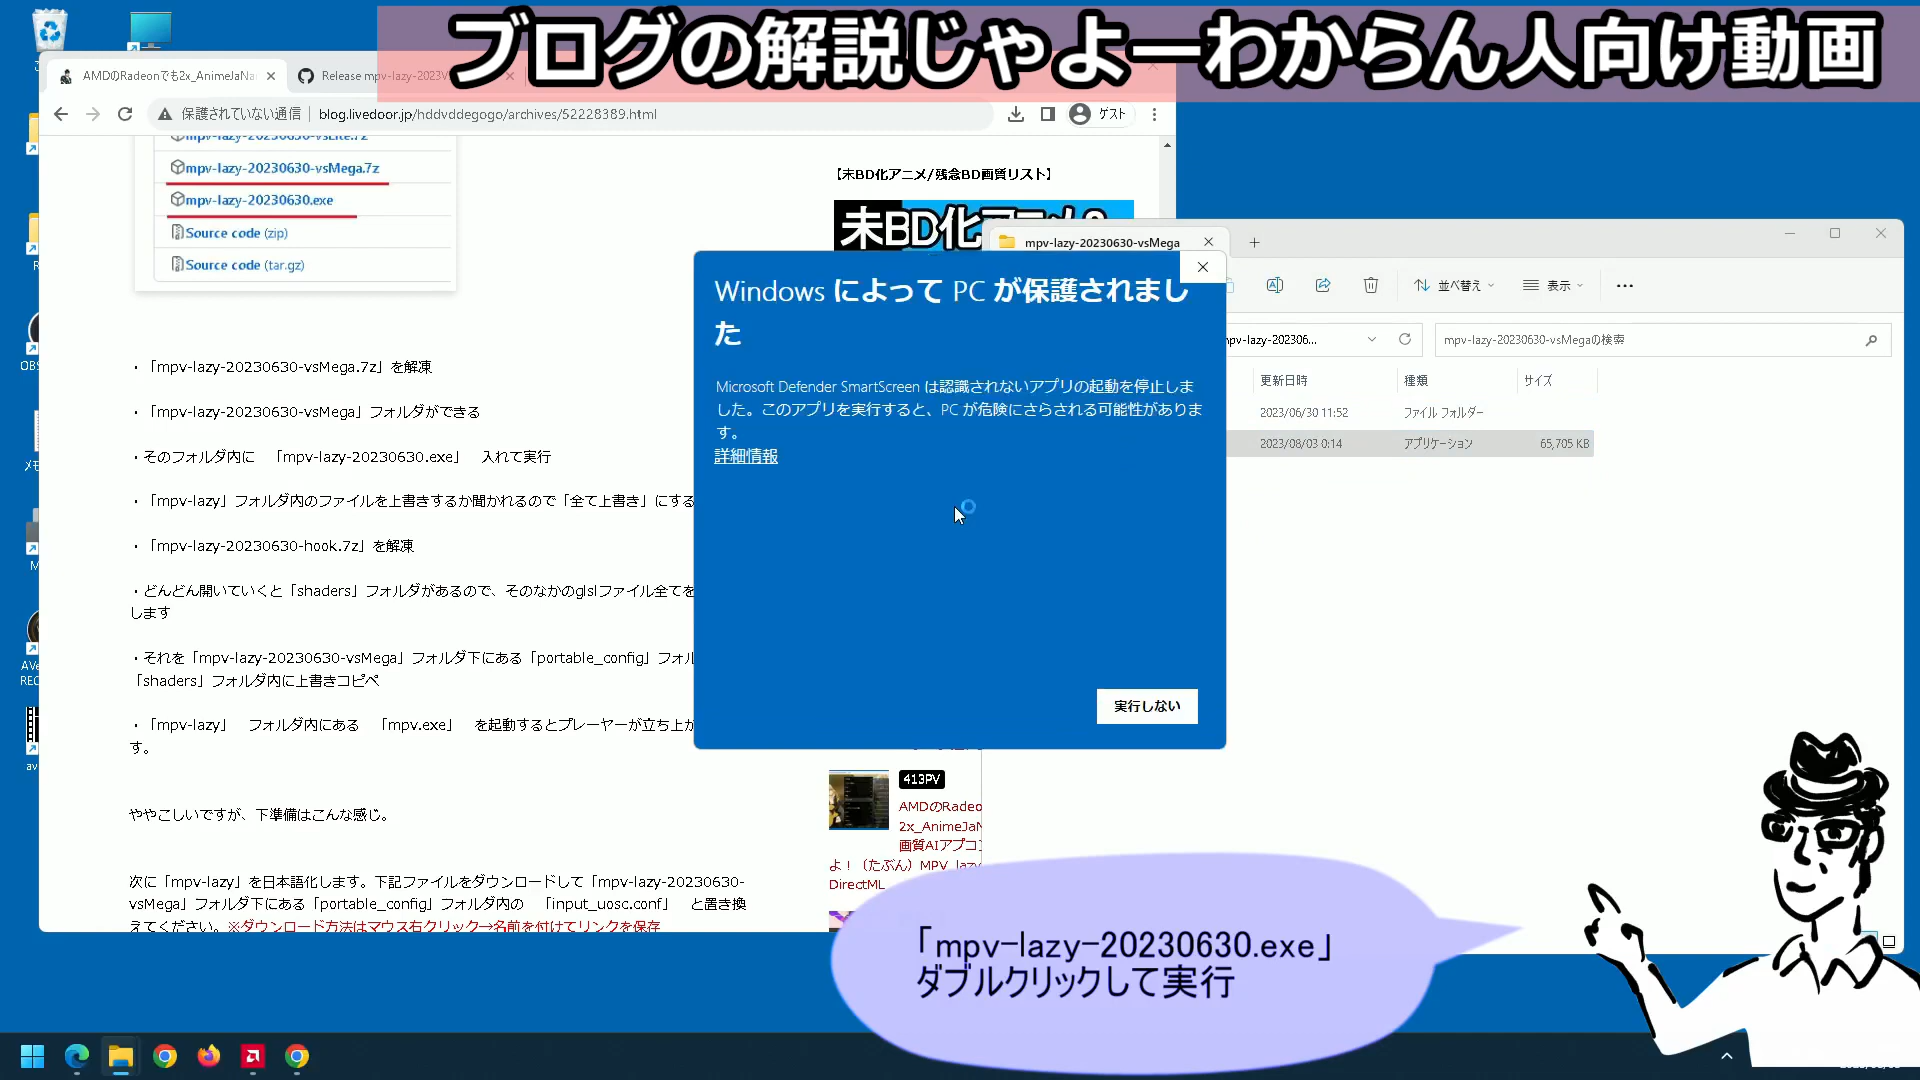 ブログの解説じゃよーわからん人向け動画
AMDのRadeonでも2x_AnimeJaNa
Release mpv-lazy-2023V
保護されていない通信
blog.livedoor.jp/hddvddegogo/archives/52228389.html
ゲスト
mpv-lazy-20230630-vsLite.7z
mpv-lazy-20230630-vsMega.7z
mpv-lazy-20230630.exe
Source code (zip)
Source code (tar.gz)
【未BD化アニメ/残念BD画質リスト】
未BD化アニメ?
mpv-lazy-20230630-vsMega
並べ替え
表示
mpv-lazy-202306...
mpv-lazy-20230630-vsMegaの検索
更新日時
種類
サイズ
2023/06/30 11:52
ファイル フォルダー
2023/08/03 0:14
アプリケーション
65,705 KB
Windows によって PC が保護されまし
た
Microsoft Defender SmartScreen は認識されないアプリの起動を停止しま
した。このアプリを実行すると、PC が危険にさらされる可能性がありま
す。
詳細情報
実行しない
・「mpv-lazy-20230630-vsMega.7z」を解凍
・「mpv-lazy-20230630-vsMega」フォルダができる
・そのフォルダ内に 「mpv-lazy-20230630.exe」 入れて実行
・「mpv-lazy」フォルダ内のファイルを上書きするか聞かれるので「全て上書き」にする
・「mpv-lazy-20230630-hook.7z」を解凍
・どんどん開いていくと「shaders」フォルダがあるので、そのなかのglslファイル全てを
します
・それを「mpv-lazy-20230630-vsMega」フォルダ下にある「portable_config」フォル
「shaders」フォルダ内に上書きコピペ
・「mpv-lazy」 フォルダ内にある 「mpv.exe」 を起動するとプレーヤーが立ち上が
す。
ややこしいですが、下準備はこんな感じ。
次に「mpv-lazy」を日本語化します。下記ファイルをダウンロードして「mpv-lazy-20230630-
vsMega」フォルダ下にある「portable_config」フォルダ内の 「input_uosc.conf」 と置き換
えてください。※ダウンロード方法はマウス右クリック→名前を付けてリンクを保存
413PV
AMDのRadeo
2x_AnimeJaN
画質AIアプコン
よ！（たぶん）MPV_lazy
DirectML
OBS
メモ
AVe
REC
av
「mpv-lazy-20230630.exe」
ダブルクリックして実行